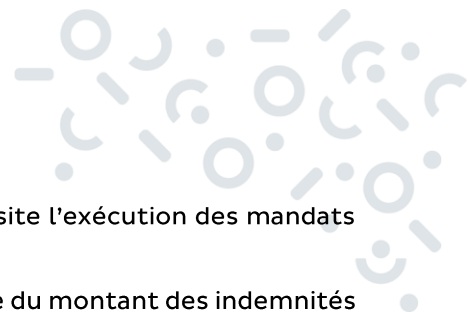 site l’exécution des mandats
e du montant des indemnités